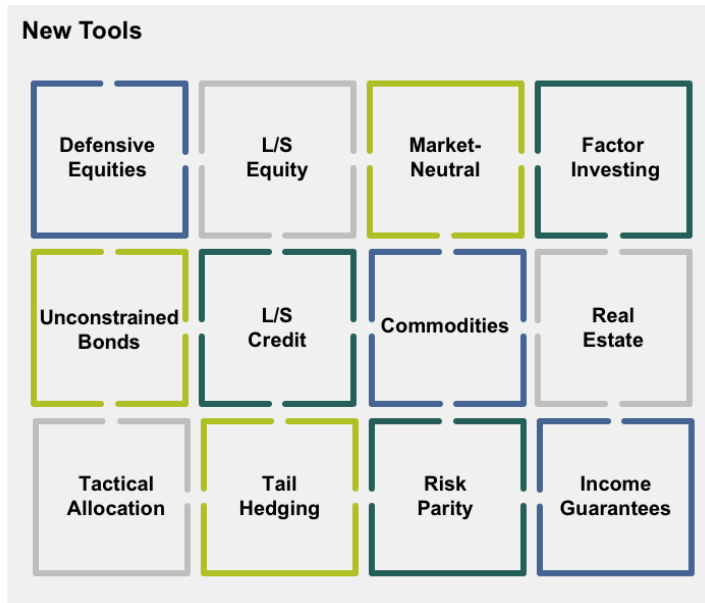 New Tools
Defensive
Equities
L/S
Equity
Market-
Neutral
Factor
Investing
Unconstrained
Bonds
L/S
Credit
Commodities
Real
Estate
Tactical
Allocation
Tail
Hedging
Risk
Parity
Income
Guarantees